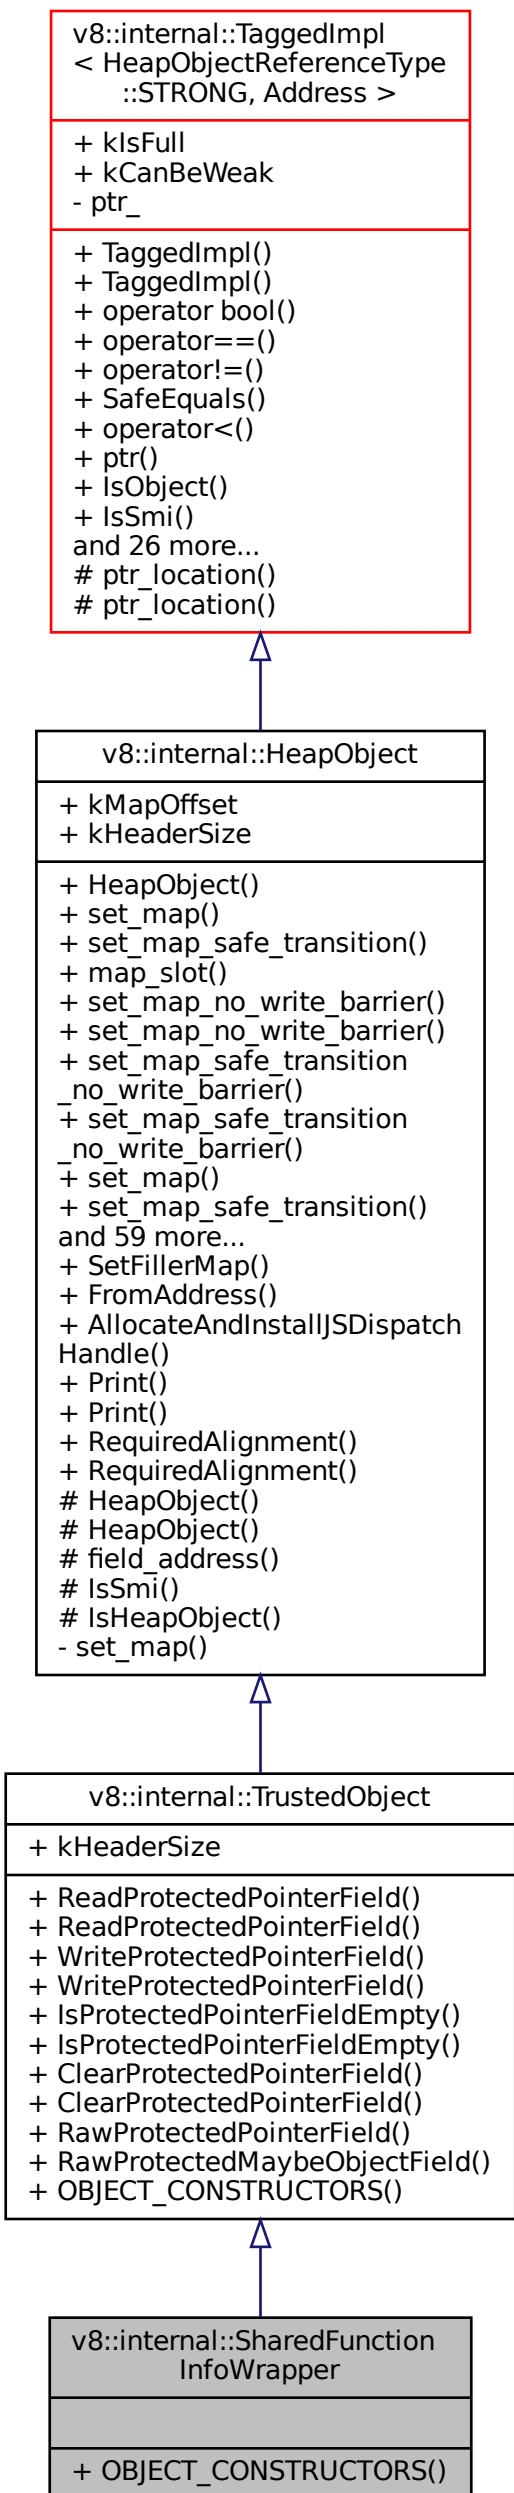 v8::internal::TaggedImpl
< HeapObjectReferenceType
::STRONG, Address >
+ kIsFull
+ kCanBeWeak
- ptr_
+ TaggedImpl()
+ TaggedImpl()
+ operator bool()
+ operator==()
+ operator!=()
+ SafeEquals()
+ operator<()
+ ptr()
+ IsObject()
+ IsSmi()
and 26 more...
# ptr_location()
# ptr_location()
v8::internal::HeapObject
+ kMapOffset
+ kHeaderSize
+ HeapObject()
+ set_map()
+ set_map_safe_transition()
+ map_slot()
+ set_map_no_write_barrier()
+ set_map_no_write_barrier()
+ set_map_safe_transition
_no_write_barrier()
+ set_map_safe_transition
_no_write_barrier()
+ set_map()
+ set_map_safe_transition()
and 59 more...
+ SetFillerMap()
+ FromAddress()
+ AllocateAndInstallJSDispatch
Handle()
+ Print()
+ Print()
+ RequiredAlignment()
+ RequiredAlignment()
# HeapObject()
# HeapObject()
# field_address()
# IsSmi()
# IsHeapObject()
- set_map()
v8::internal::TrustedObject
+ kHeaderSize
+ ReadProtectedPointerField()
+ ReadProtectedPointerField()
+ WriteProtectedPointerField()
+ WriteProtectedPointerField()
+ IsProtectedPointerFieldEmpty()
+ IsProtectedPointerFieldEmpty()
+ ClearProtectedPointerField()
+ ClearProtectedPointerField()
+ RawProtectedPointerField()
+ RawProtectedMaybeObjectField()
+ OBJECT_CONSTRUCTORS()
v8::internal::SharedFunction
InfoWrapper
+ OBJECT_CONSTRUCTORS()